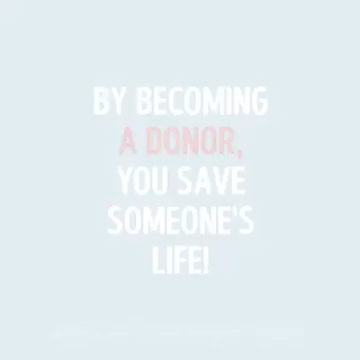 BY BECOMING
A DONOR,
YOU SAVE
SOMEONE'S
LIFE!